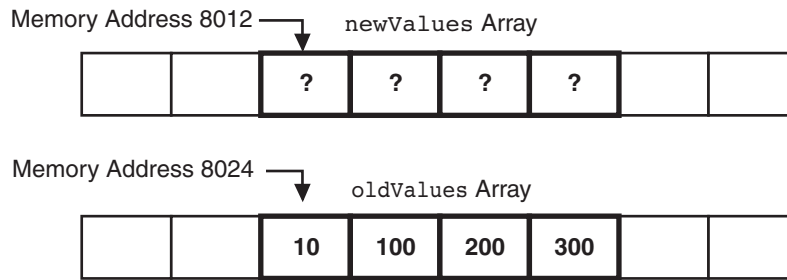 Memory Address 8012
newValues Array
? ? ? ?
Memory Address 8024
oldValues Array
10 100 200 300